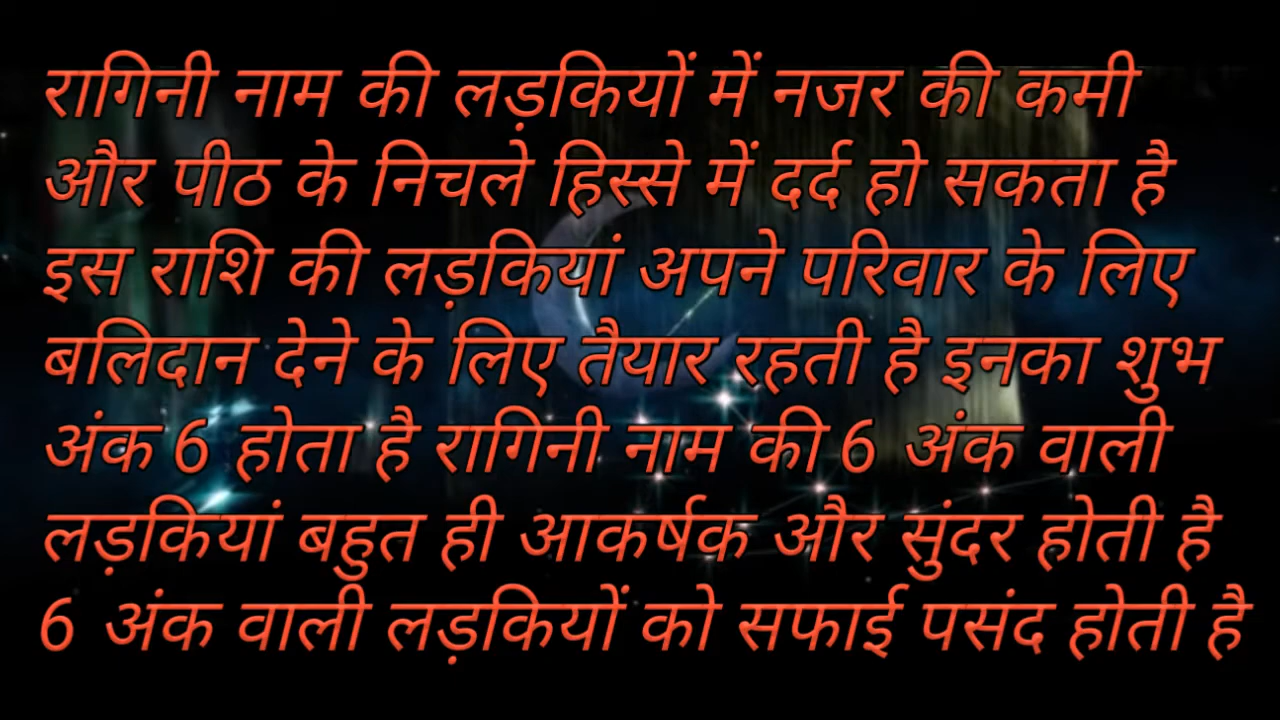 रागिनी नाम की लड़कियों में नजर की कमी
और पीठ के निचले हिस्से में दर्द हो सकता है
इस राशि की लड़कियां अपने परिवार के लिए
बलिदान देने के लिए तैयार रहती है इनका शुभ
अंक 6 होता है रागिनी नाम की 6 अंक वाली
लड़कियां बहुत ही आकर्षक और सुंदर होती है
6 अंक वाली लड़कियों को सफाई पसंद होती है